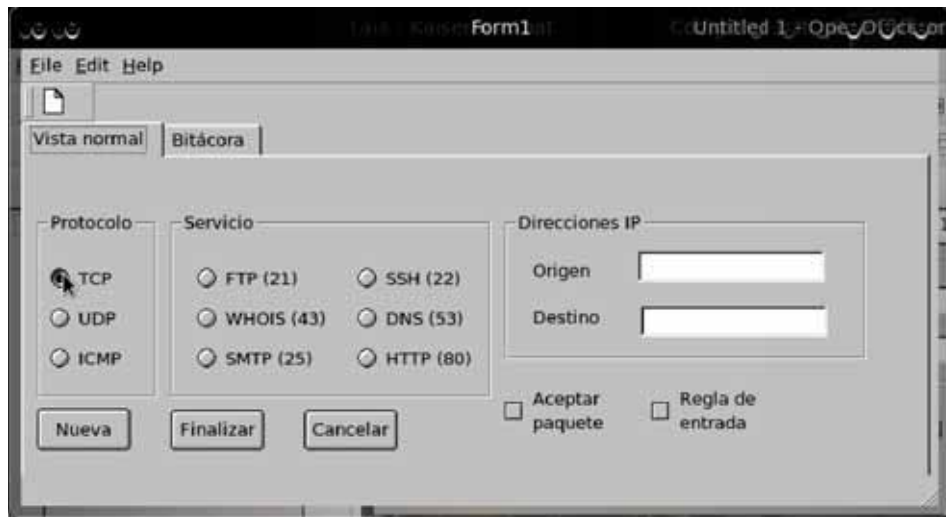 Form1
Untitled 1 - OpenOffice.or
File Edit Help
Vista normal Bitácora
Protocolo
TCP
UDP
ICMP
Servicio
FTP (21) SSH (22)
WHOIS (43) DNS (53)
SMTP (25) HTTP (80)
Direcciones IP
Origen
Destino
Aceptar
paquete
Regla de
entrada
Nueva Finalizar Cancelar